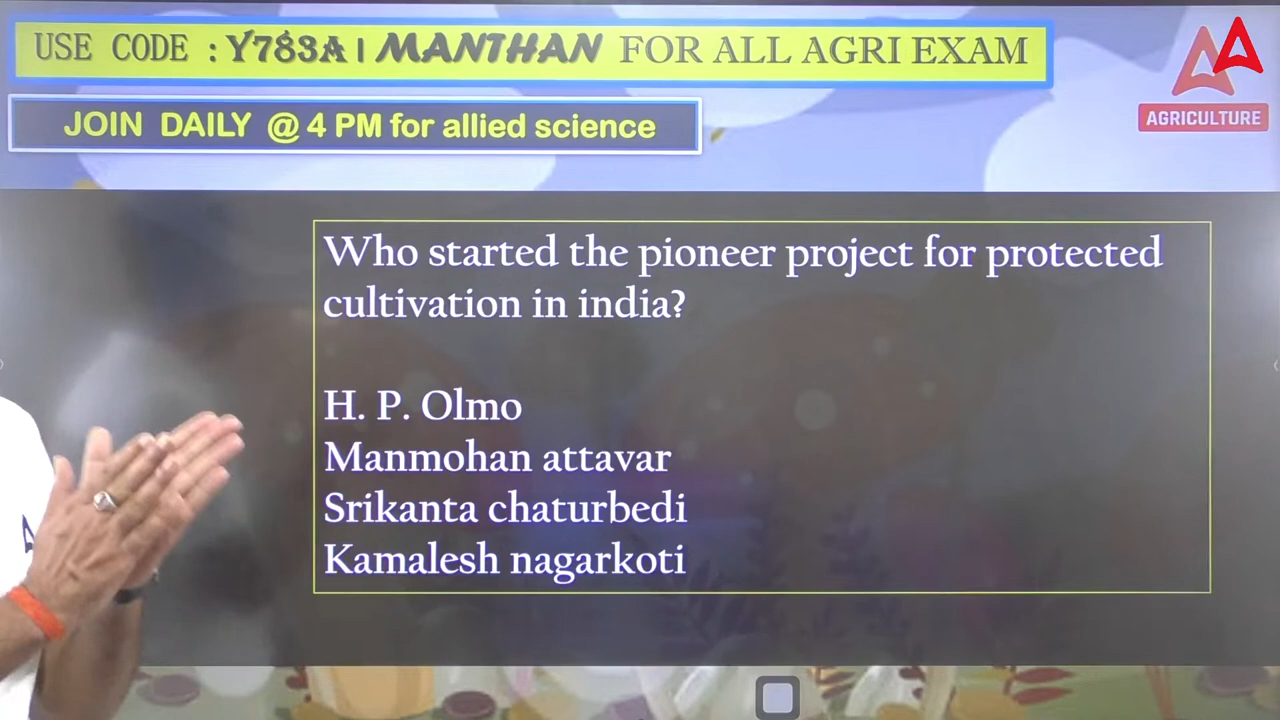 USE CODE : Y783A | MANTHAN FOR ALL AGRI EXAM
JOIN DAILY @ 4 PM for allied science
AGRICULTURE
Who started the pioneer project for protected
cultivation in india?
H. P. Olmo
Manmohan attavar
Srikanta chaturbedi
Kamalesh nagarkoti